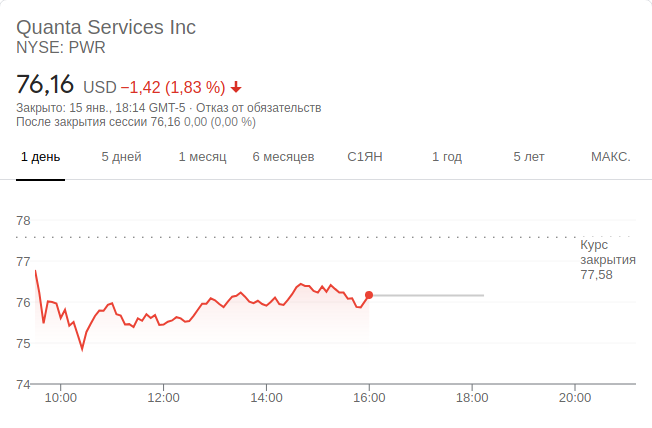 Quanta Services Inc
NYSE: PWR
76,16 USD −1,42 (1,83 %)
Закрыто: 15 янв., 18:14 GMT-5 · Отказ от обязательств
После закрытия сессии 76,16 0,00 (0,00 %)
1 день 5 дней 1 месяц 6 месяцев С1ЯН 1 год 5 лет МАКС.
78
Курс
закрытия
77,58
77
76
75
74
10:00 12:00 14:00 16:00 18:00 20:00